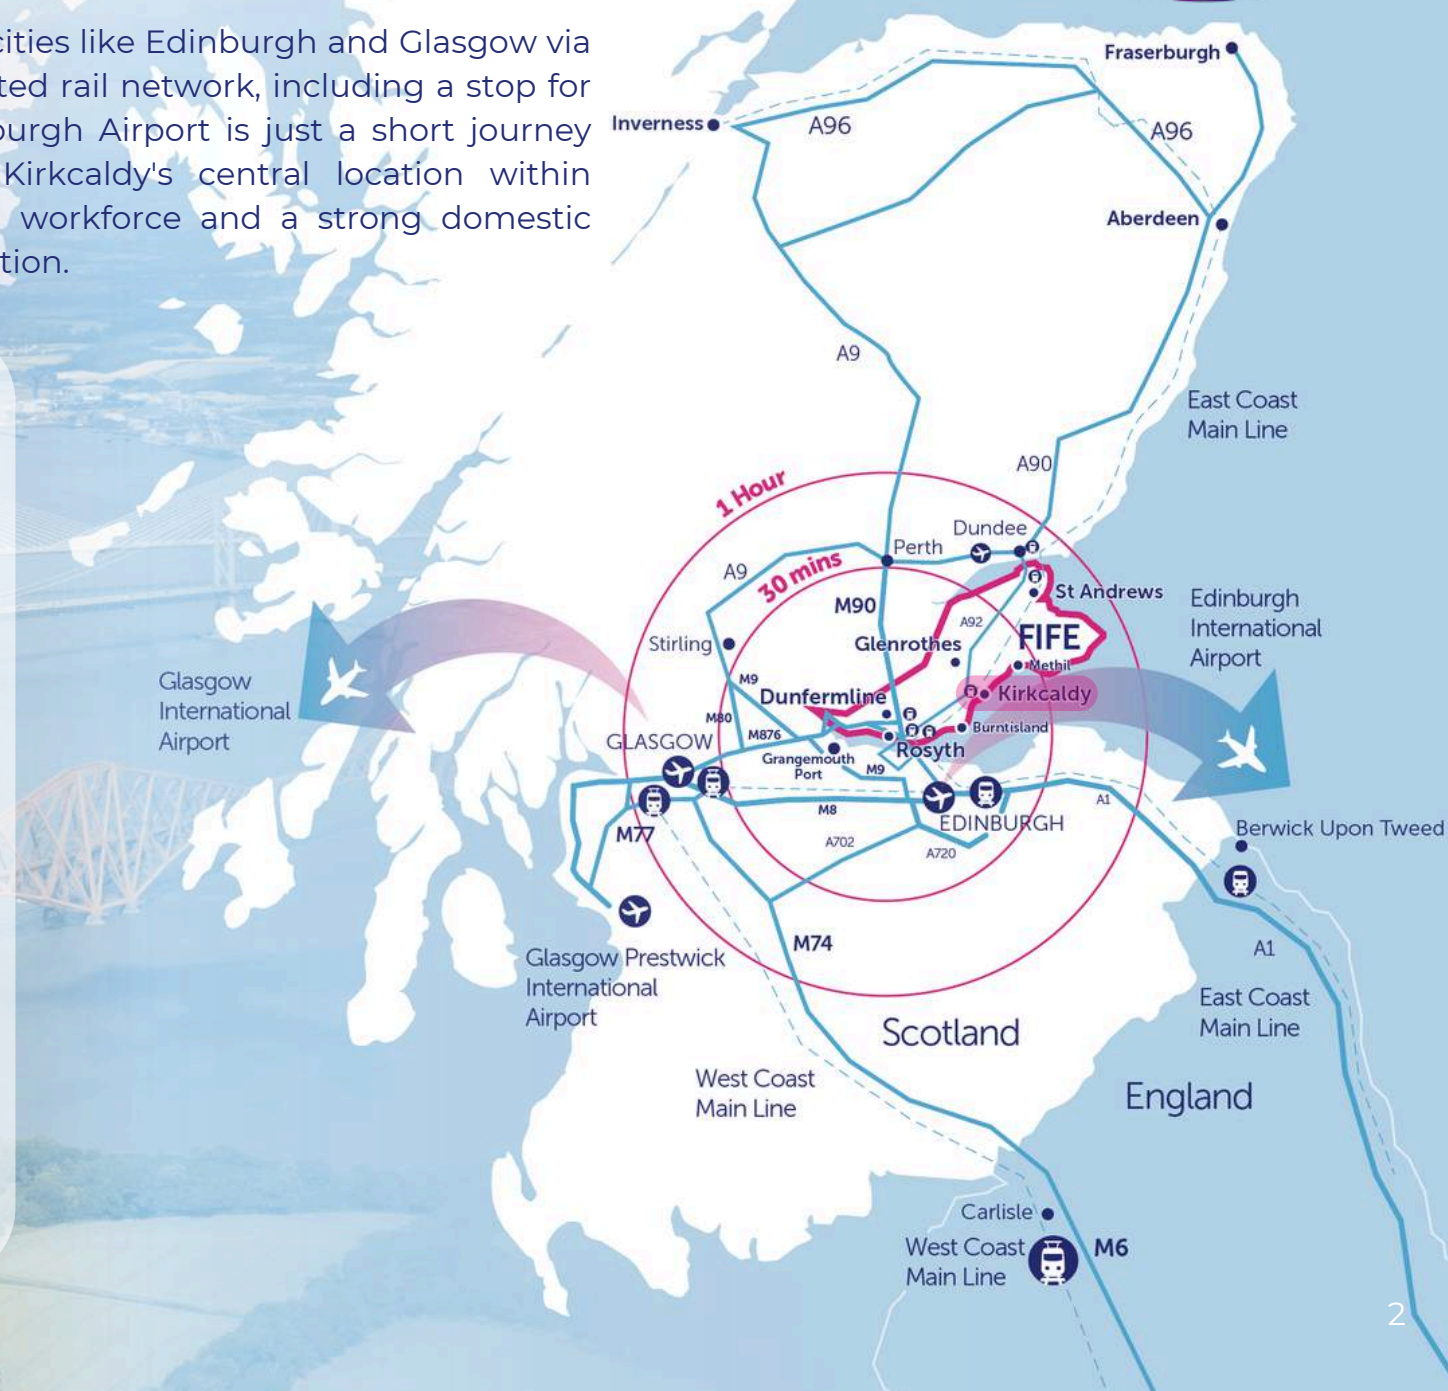 cities like Edinburgh and Glasgow via
rail network, including a stop for
Airport is just a short journey
Kirkcaldy's central location within
workforce and a strong domestic
Fraserburgh
Inverness
A96
A96
Aberdeen
A9
East Coast
Main Line
A90
1 Hour
Dundee
Perth
30 mins
A9
M90
St Andrews
Edinburgh
International
Airport
A92
FIFE
Glenrothes
Stirling
Methil
Glasgow
International
Airport
M9
Dunfermline
Kirkcaldy
M80
M876
Burntisland
GLASGOW
Rosyth
Grangemouth
Port
M9
M8
A1
EDINBURGH
M77
A702
A720
Berwick Upon Tweed
M74
A1
Glasgow Prestwick
International
Airport
East Coast
Main Line
Scotland
West Coast
Main Line
England
Carlisle
West Coast
Main Line
M6
2